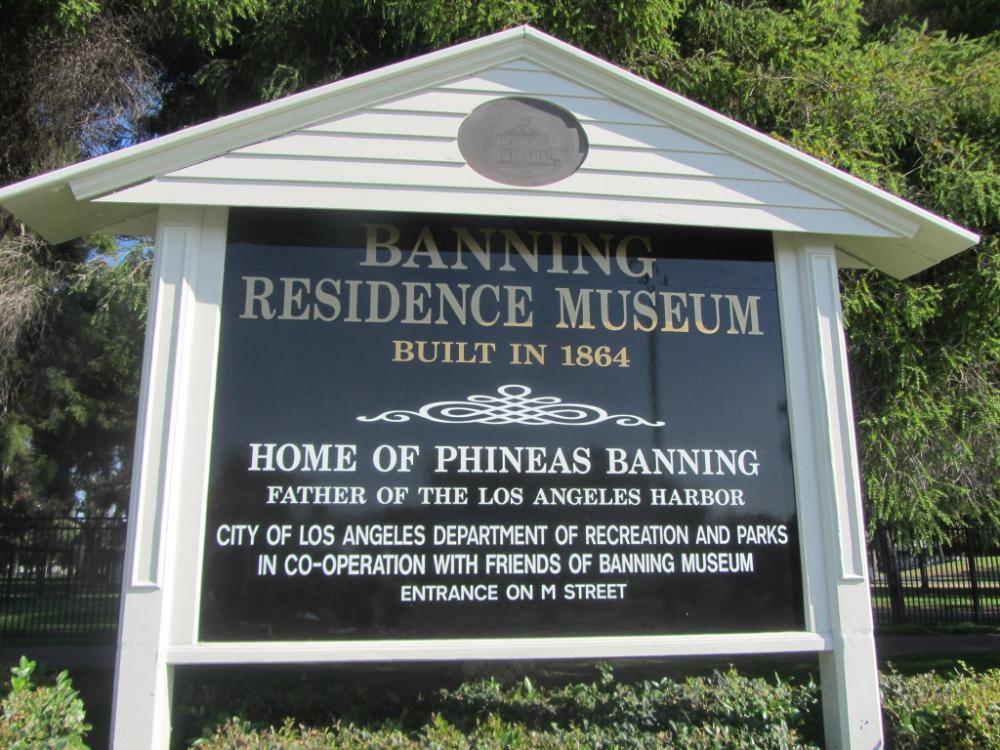 BANNING
RESIDENCE MUSEUM
BUILT IN 1864
HOME OF PHINEAS BANNING
FATHER OF THE LOS ANGELES HARBOR
CITY OF LOS ANGELES DEPARTMENT OF RECREATION AND PARKS
IN CO-OPERATION WITH FRIENDS OF BANNING MUSEUM
ENTRANCE ON M STREET